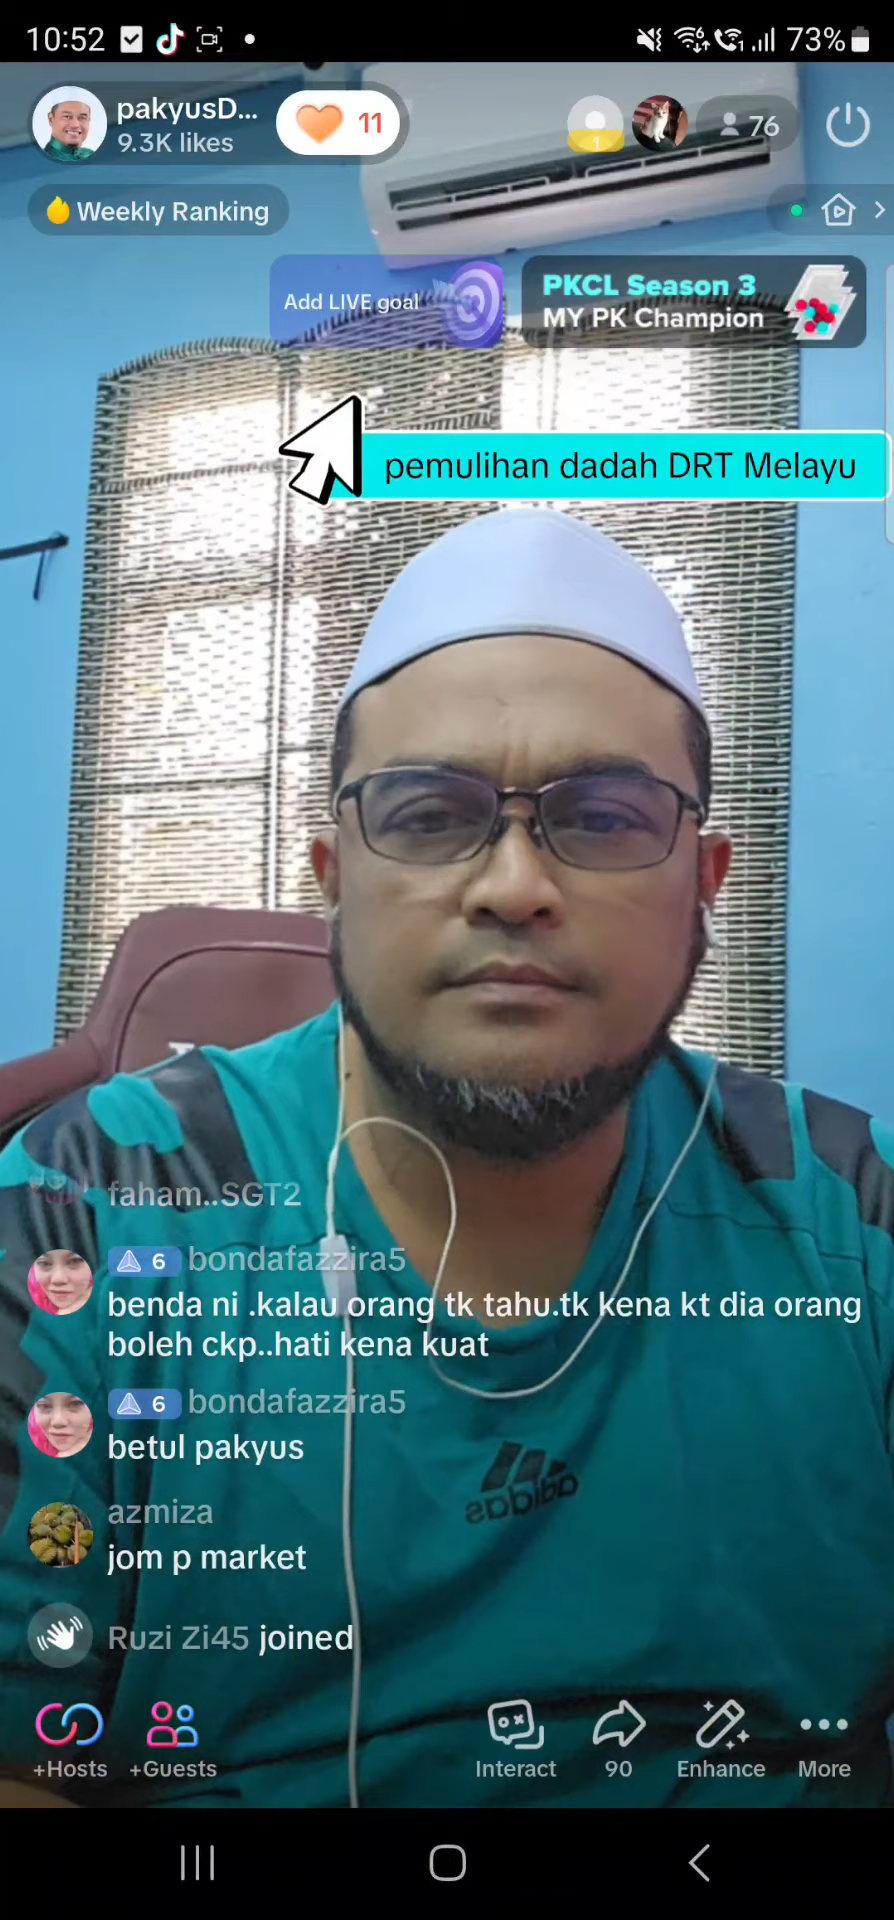 10:52
73%
pakyusD...
9.3K likes
11
1
76
Weekly Ranking
Add LIVE goal
PKCL Season 3
MY PK Champion
pemulihan dadah DRT Melayu
faham..SGT2
6 bondafazzira5
benda ni .kalau orang tk tahu.tk kena kt dia orang
boleh ckp..hati kena kuat
6 bondafazzira5
betul pakyus
adidas
azmiza
jom p market
Ruzi Zi45 joined
+Hosts
+Guests
Interact
90
Enhance
More